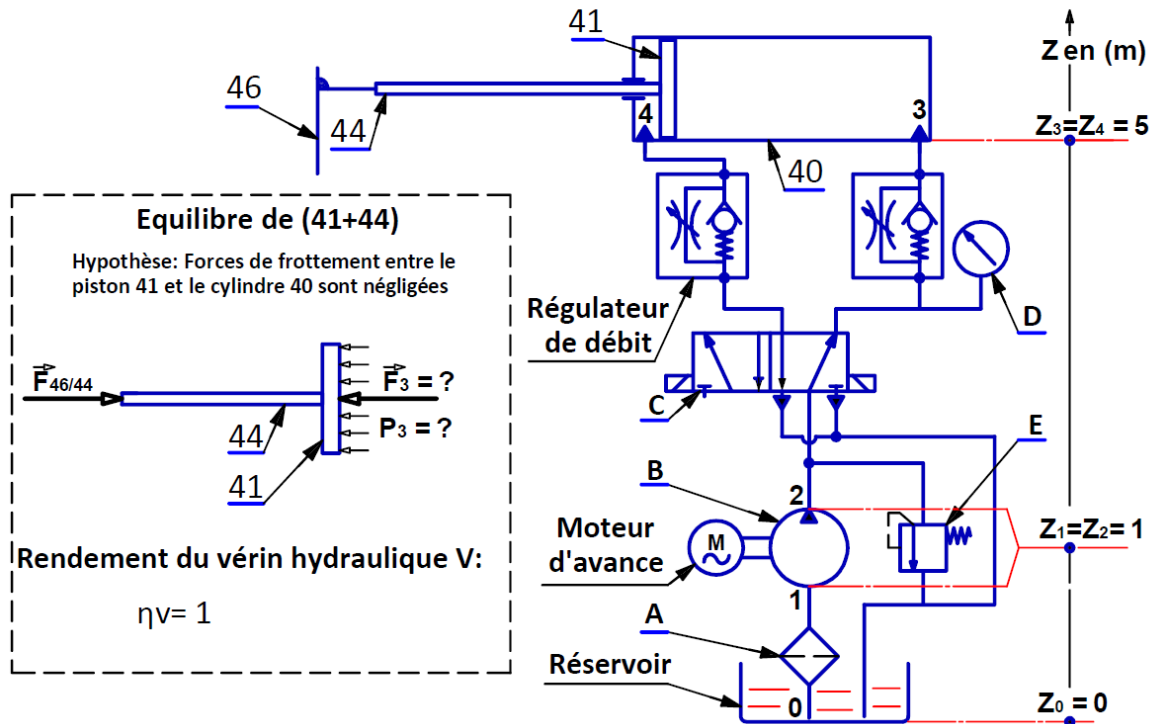 41
Z en (m)
46
44
4
3
Z3=Z4 = 5
40
Equilibre de (41+44)
Hypothèse: Forces de frottement entre le
piston 41 et le cylindre 40 sont négligées
Régulateur
de débit
D
F46/44
F3 = ?
P3 = ?
44
41
C
E
B
2
Moteur
d'avance
M
Z1=Z2= 1
Rendement du vérin hydraulique V:
ηv= 1
1
A
Réservoir
0
Z0 = 0